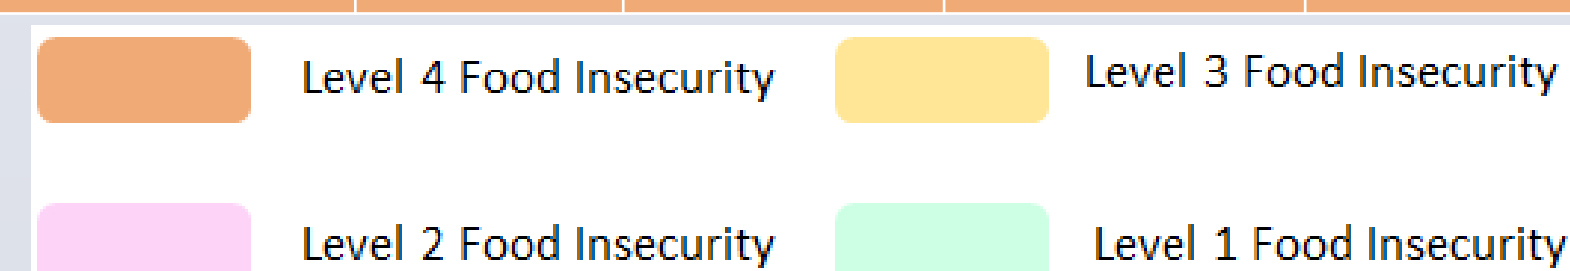 Level 4 Food Insecurity
Level 3 Food Insecurity
Level 2 Food Insecurity
Level 1 Food Insecurity